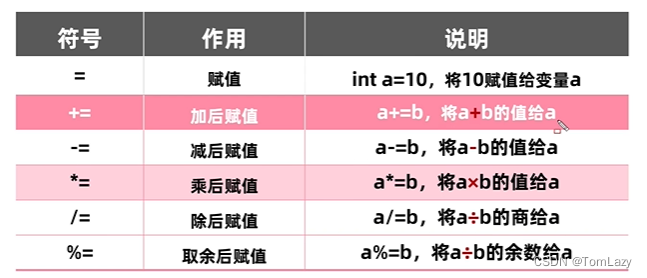 符号 作用 说明
= 赋值 int a=10，将10赋值给变量a
+= 加后赋值 a+=b，将a+b的值给a
-= 减后赋值 a-=b，将a-b的值给a
*= 乘后赋值 a*=b，将a×b的值给a
/= 除后赋值 a/=b，将a÷b的商给a
%= 取余后赋值 a%=b，将a÷b的余数给a
CSDN @TomLazy